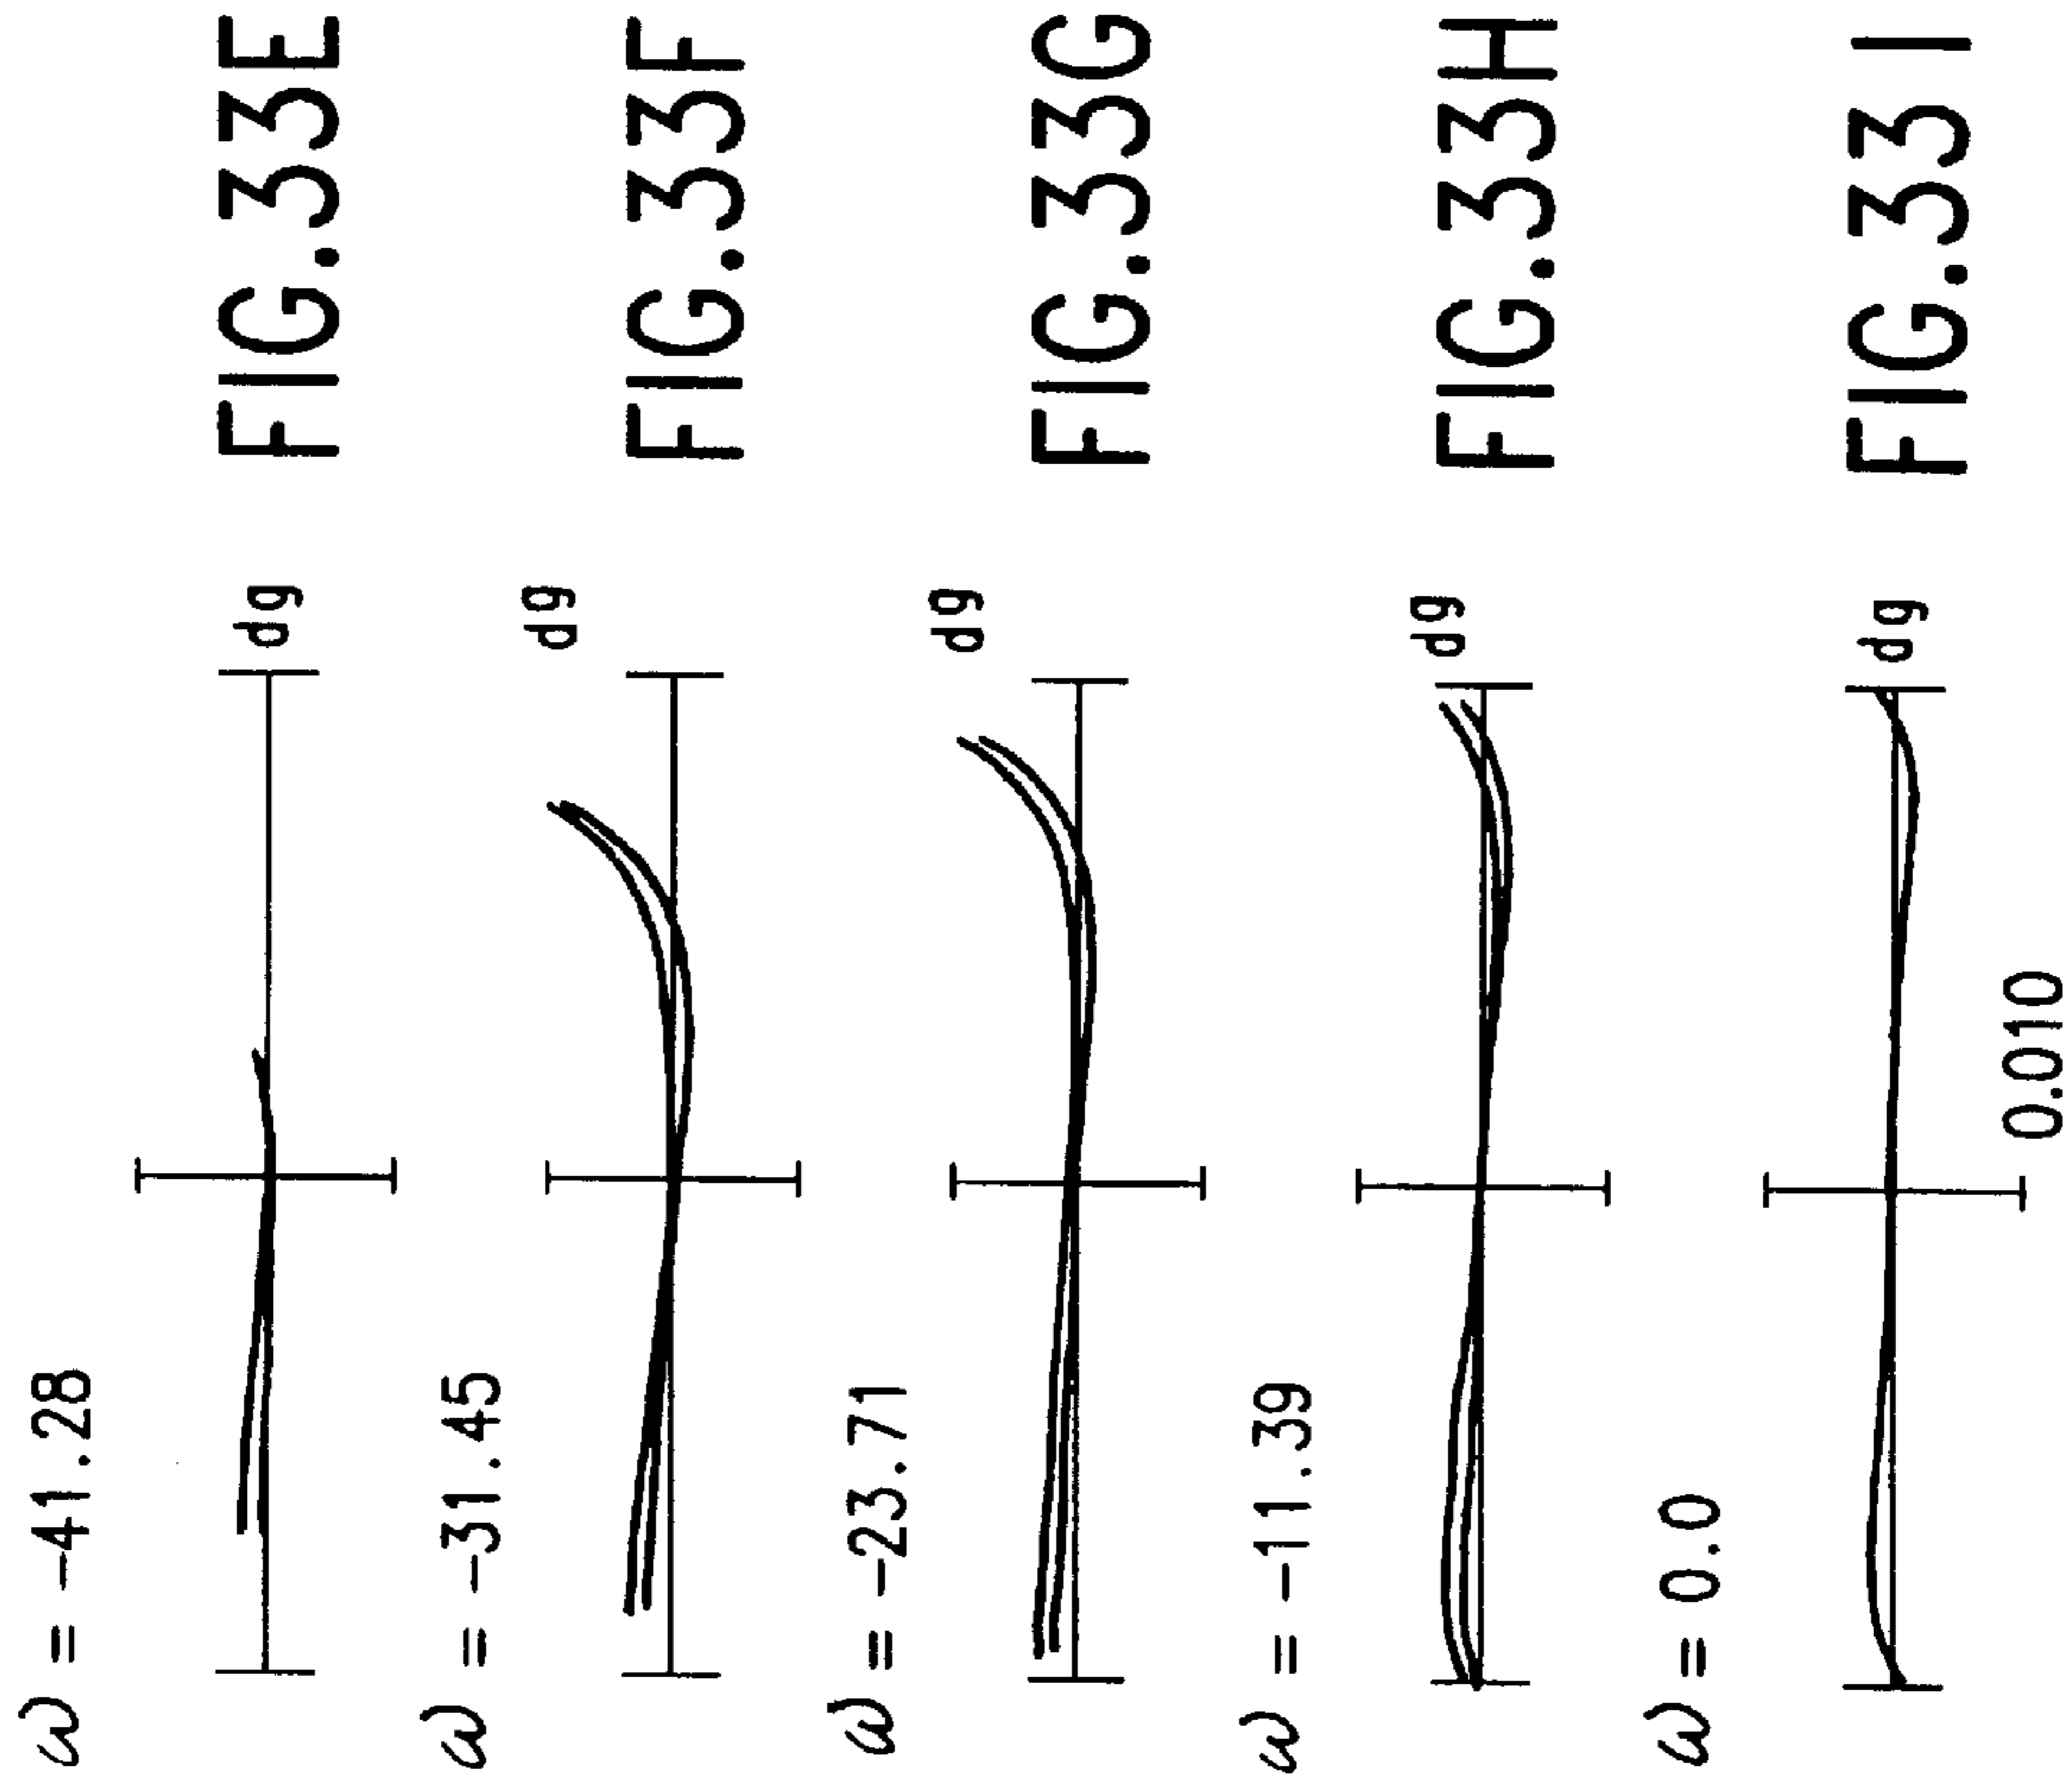 ω = −41.28
dg
FIG.33E
ω = −31.45
dg
FIG.33F
ω = −23.71
dg
FIG.33G
ω = −11.39
dg
FIG.33H
ω = 0.0
dg
FIG.33I
0.010